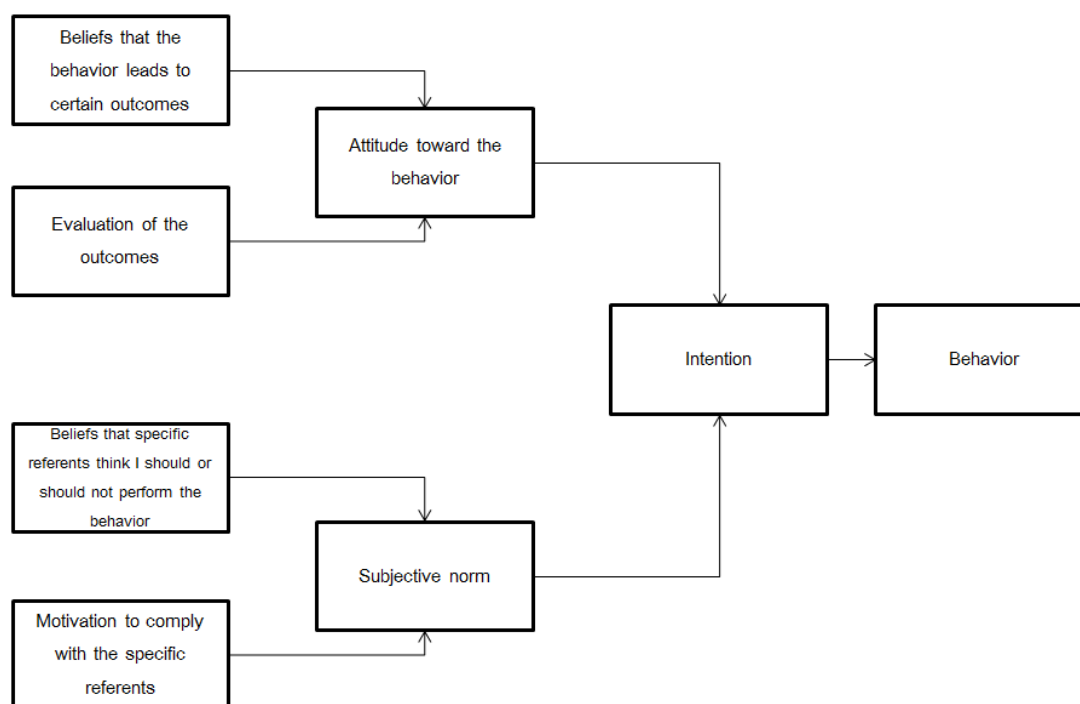 Beliefs that the
behavior leads to
certain outcomes
Attitude toward the
behavior
Evaluation of the
outcomes
Intention
Behavior
Beliefs that specific
referents think I should or
should not perform the
behavior
Subjective norm
Motivation to comply
with the specific
referents